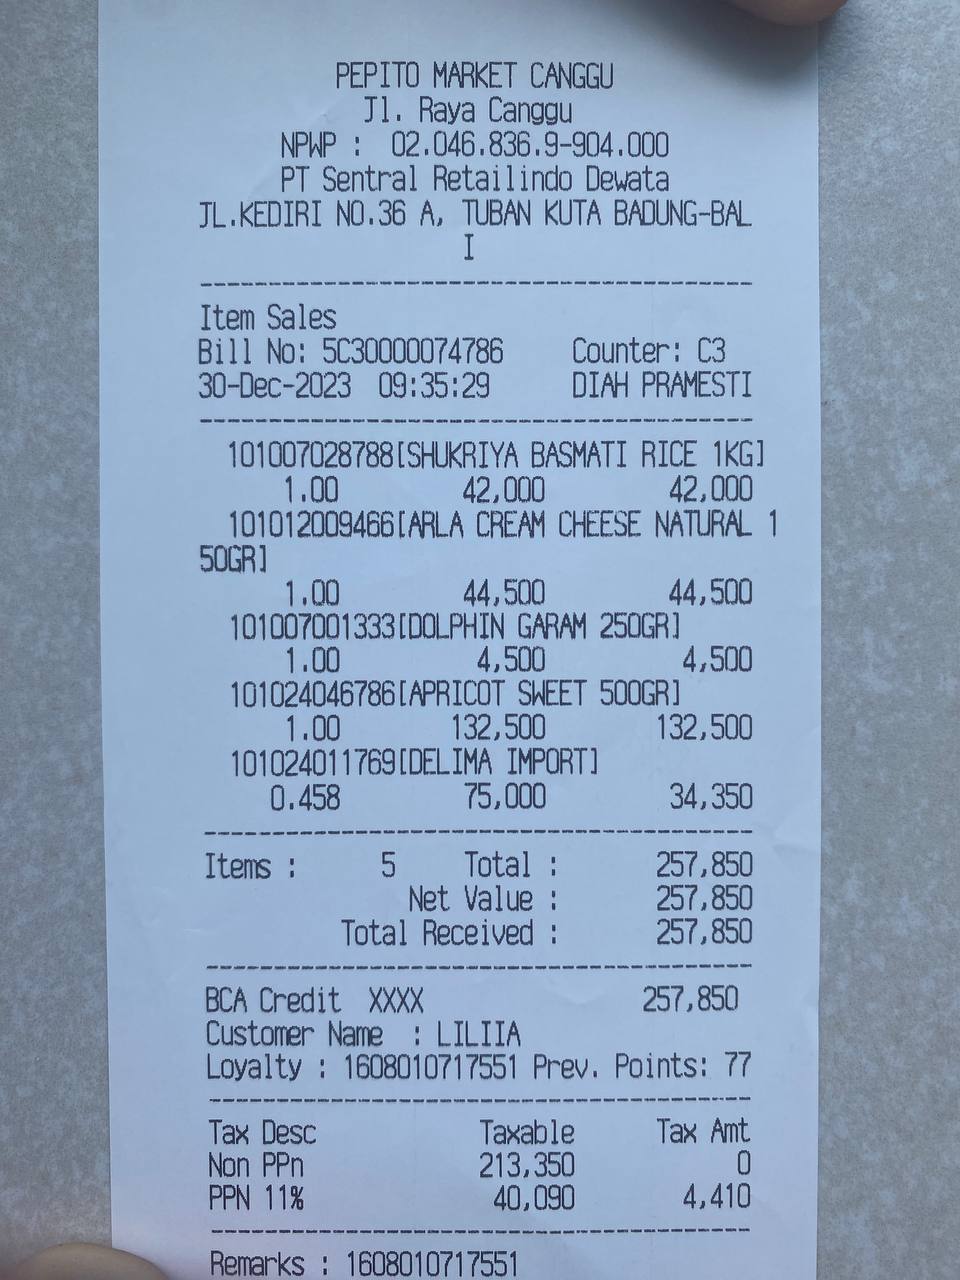 PEPITO MARKET CANGGU
Jl. Raya Canggu
NPWP : 02.046.836.9-904.000
PT Sentral Retailindo Dewata
JL.KEDIRI NO.36 A, TUBAN KUTA BADUNG-BAL
I
Item Sales
Bill No: 5C30000074786 Counter: C3
30-Dec-2023 09:35:29 DIAH PRAMESTI
101007028788[SHUKRIYA BASMATI RICE 1KG]
1.00 42,000 42,000
101012009466[ARLA CREAM CHEESE NATURAL 1
50GR]
1.00 44,500 44,500
101007001333[DOLPHIN GARAM 250GR]
1.00 4,500 4,500
101024046786[APRICOT SWEET 500GR]
1.00 132,500 132,500
101024011769[DELIMA IMPORT]
0.458 75,000 34,350
Items : 5 Total : 257,850
Net Value : 257,850
Total Received : 257,850
BCA Credit XXXX 257,850
Customer Name : LILIIA
Loyalty : 1608010717551 Prev. Points: 77
Tax Desc Taxable Tax Amt
Non PPn 213,350 0
PPN 11% 40,090 4,410
Remarks : 1608010717551